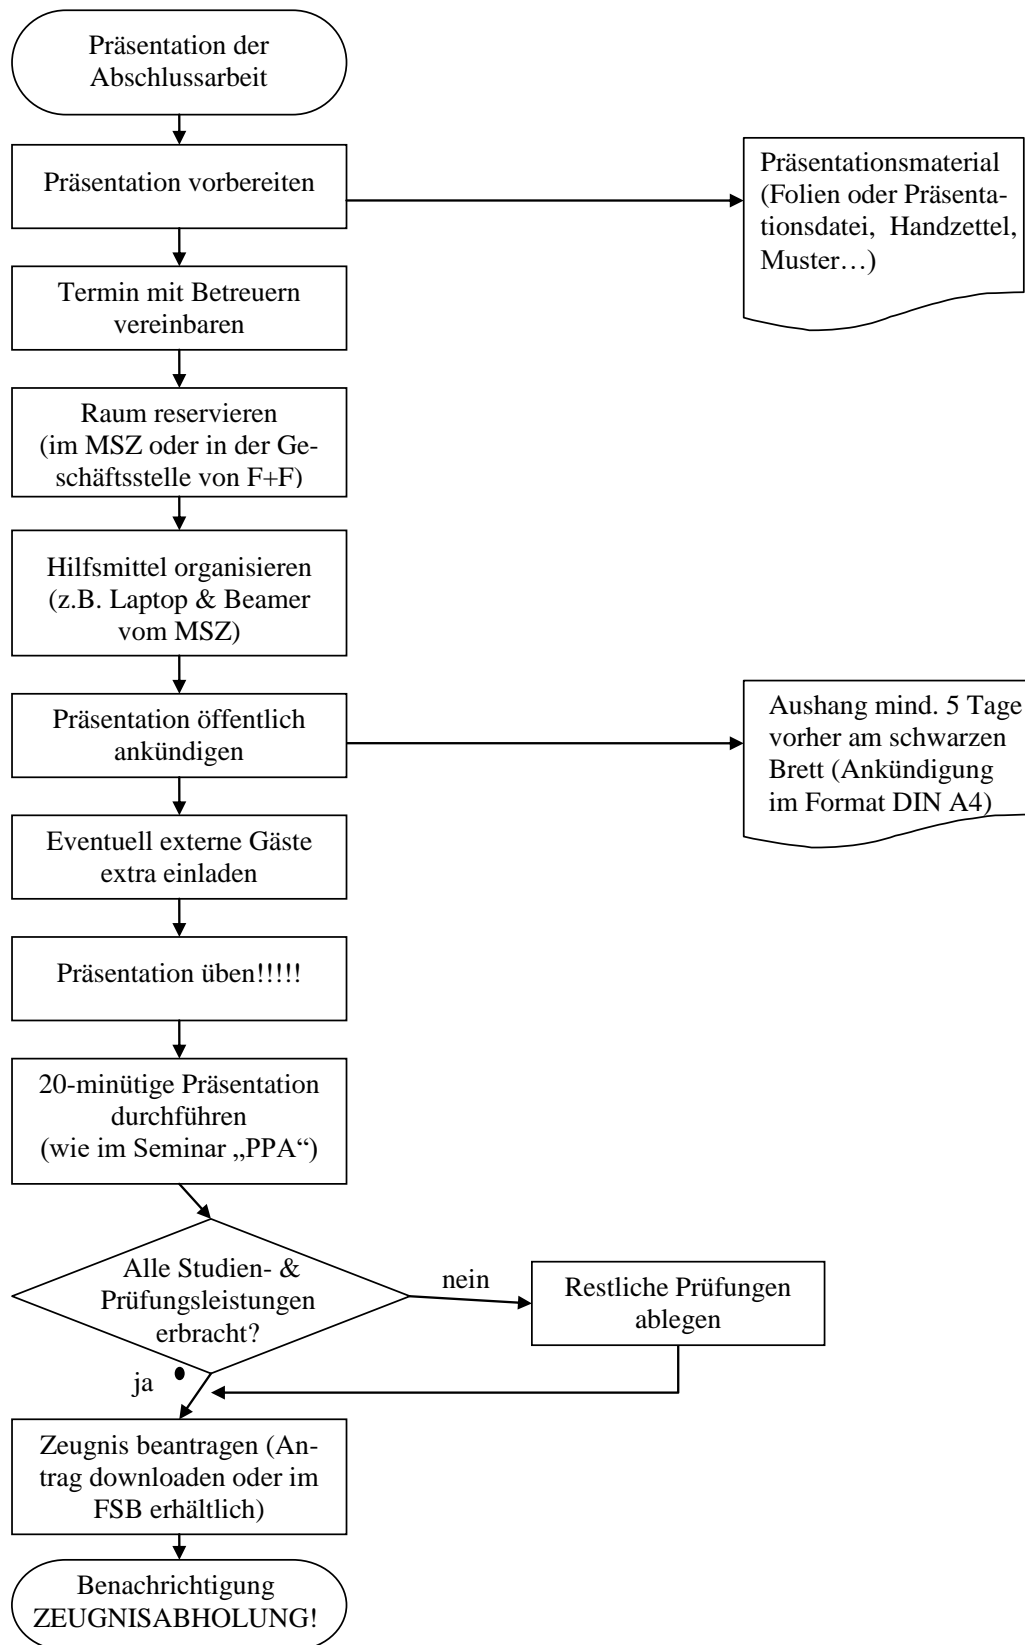 Präsentation der
Abschlussarbeit
Präsentation vorbereiten
Präsentationsmaterial
(Folien oder Präsenta-
tionsdatei, Handzettel,
Muster…)
Termin mit Betreuern
vereinbaren
Raum reservieren
(im MSZ oder in der Ge-
schäftsstelle von F+F)
Hilfsmittel organisieren
(z.B. Laptop & Beamer
vom MSZ)
Präsentation öffentlich
ankündigen
Aushang mind. 5 Tage
vorher am schwarzen
Brett (Ankündigung
im Format DIN A4)
Eventuell externe Gäste
extra einladen
Präsentation üben!!!!!
20-minütige Präsentation
durchführen
(wie im Seminar „PPA“)
Alle Studien- &
Prüfungsleistungen
erbracht?
nein
Restliche Prüfungen
ablegen
ja
Zeugnis beantragen (An-
trag downloaden oder im
FSB erhältlich)
Benachrichtigung
ZEUGNISABHOLUNG!